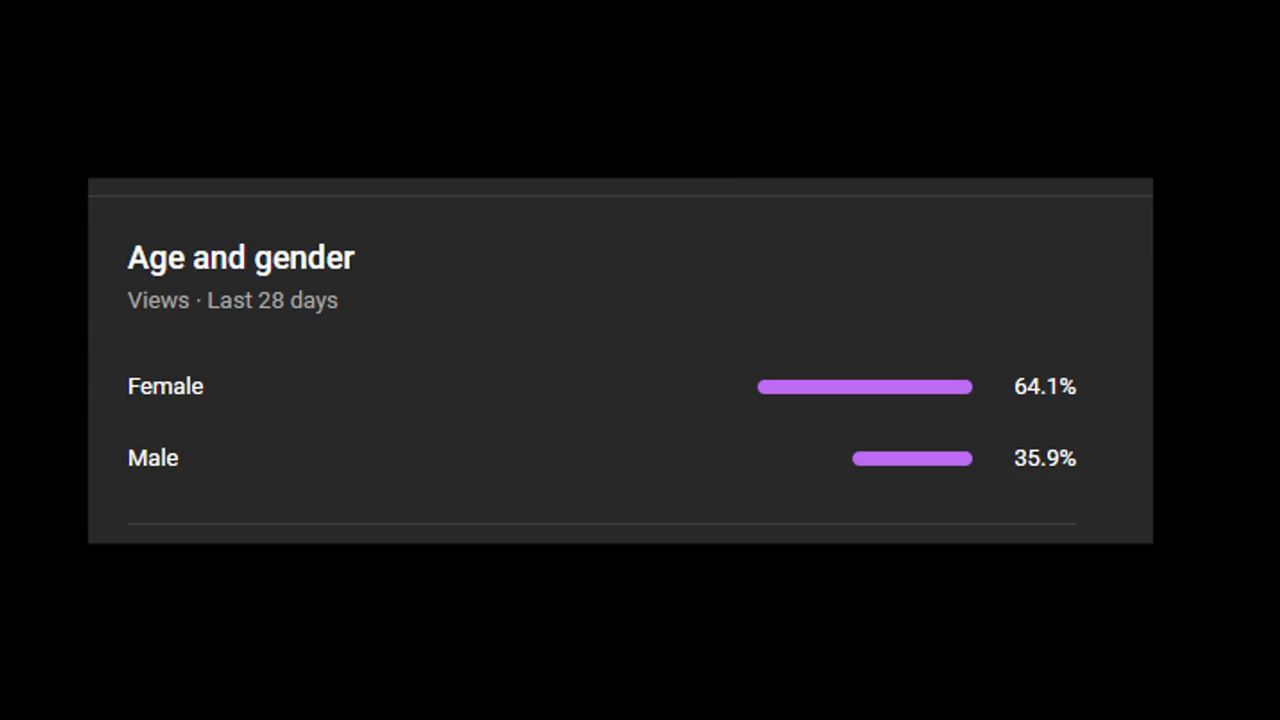 Age and gender
Views · Last 28 days
Female 64.1%
Male 35.9%